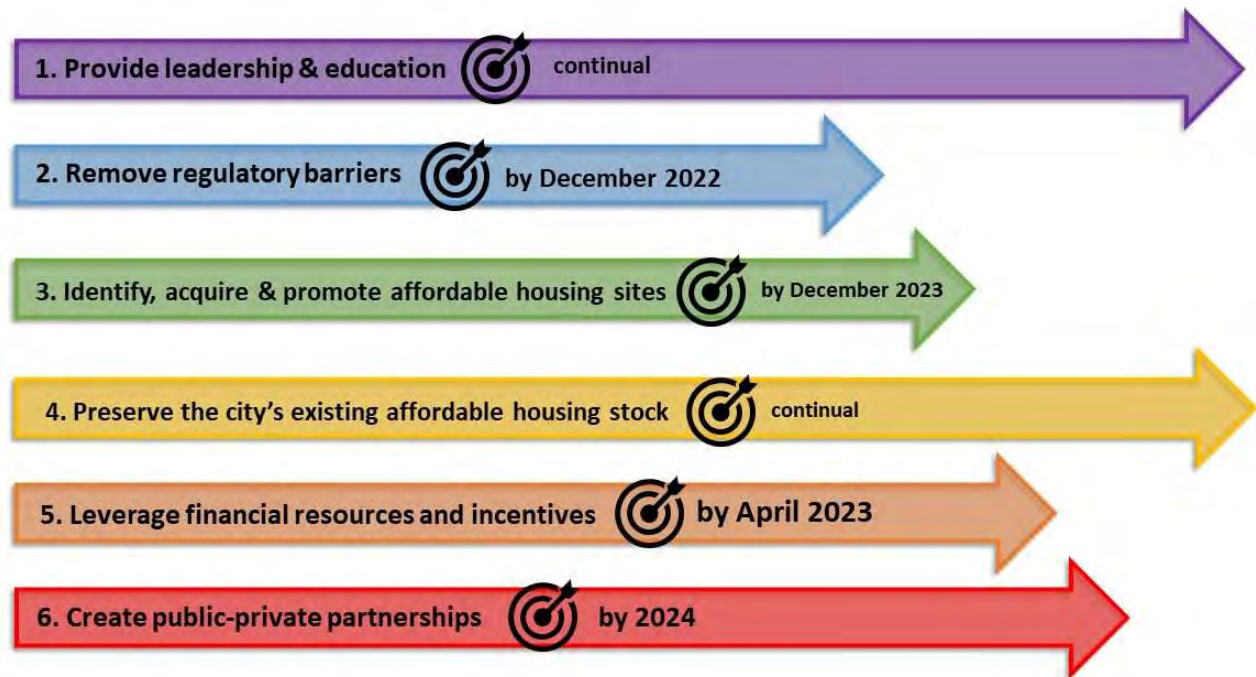 1. Provide leadership & education continual
2. Remove regulatory barriers by December 2022
3. Identify, acquire & promote affordable housing sites by December 2023
4. Preserve the city’s existing affordable housing stock continual
5. Leverage financial resources and incentives by April 2023
6. Create public-private partnerships by 2024